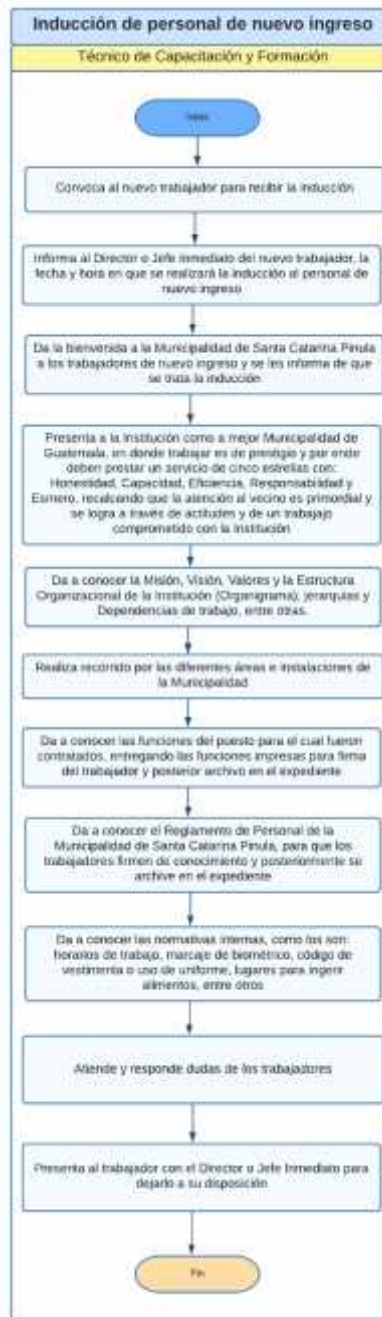 Inducción de personal de nuevo ingreso
Técnico de Capacitación y Formación
Inicio
Convoca al nuevo trabajador para recibir la inducción
Informa al Director o Jefe Inmediato del nuevo trabajador, la
fecha y hora en que se realizará la inducción al personal de
nuevo ingreso
Da la bienvenida a la Municipalidad de Santa Catarina Pinula
a los trabajadores de nuevo ingreso y se les informa de que
se trata la inducción
Presenta a la Institución como a mejor Municipalidad de
Guatemala, en donde trabajar es de prestigio y por ende
deben prestar un servicio de cinco estrellas con:
Honestidad, Capacidad, Eficiencia, Responsabilidad y
Esmero, recalcando que la atención al vecino es primordial y
se logra a través de actitudes y de un trabajajo
comprometido con la Institución
Da a conocer la Misión, Visión, Valores y la Estructura
Organizacional de la Institución (Organigrama), jerarquías y
Dependencias de trabajo, entre otras.
Realiza recorrido por las diferentes áreas e instalaciones de
la Municipalidad
Da a conocer las funciones del puesto para el cual fueron
contratados, entregando las funciones impresas para firma
del trabajador y posterior archivo en el expediente
Da a conocer el Reglamento de Personal de la
Municipalidad de Santa Catarina Pinula, para que los
trabajadores firmen de conocimiento y posteriormente se
archive en el expediente
Da a conocer las normativas internas, como los son:
horarios de trabajo, marcaje de biométrico, código de
vestimenta o uso de uniforme, lugares para ingerir
alimentos, entre otros
Atiende y responde dudas de los trabajadores
Presenta al trabajador con el Director o Jefe Inmediato para
dejarlo a su disposición
Fin